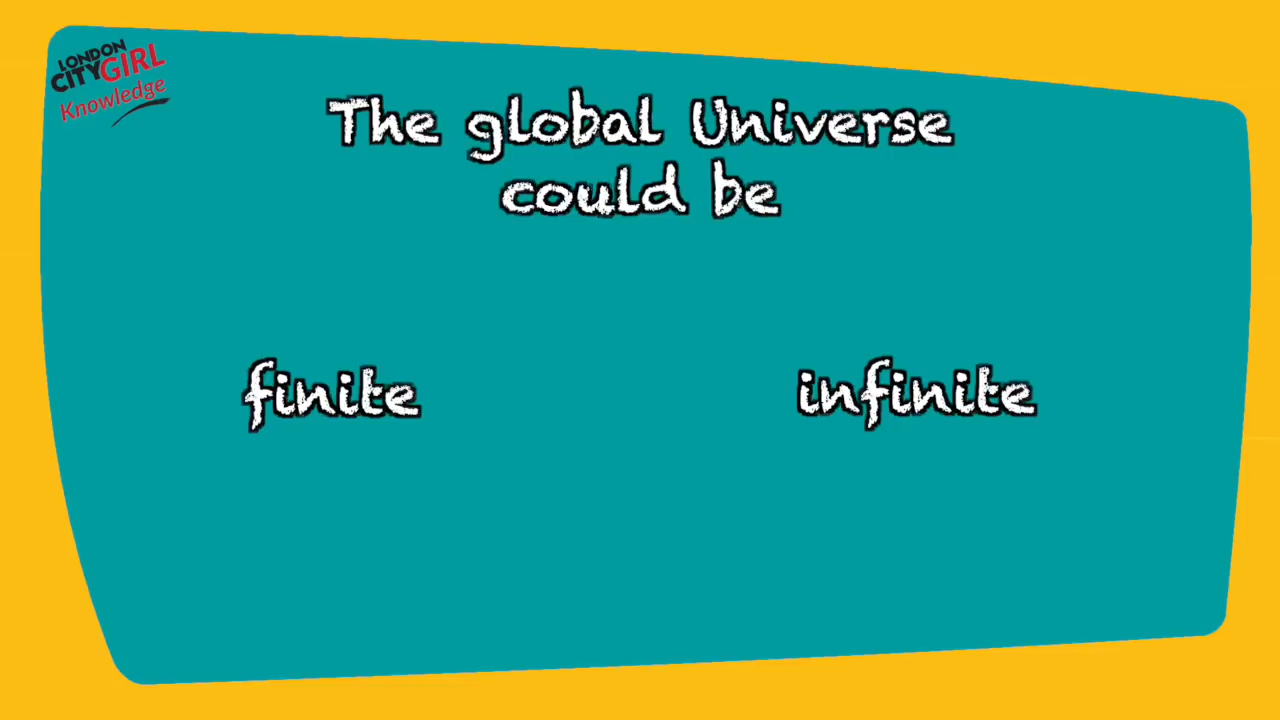 LONDON
CITYGIRL
Knowledge
The global Universe
could be
finite
infinite